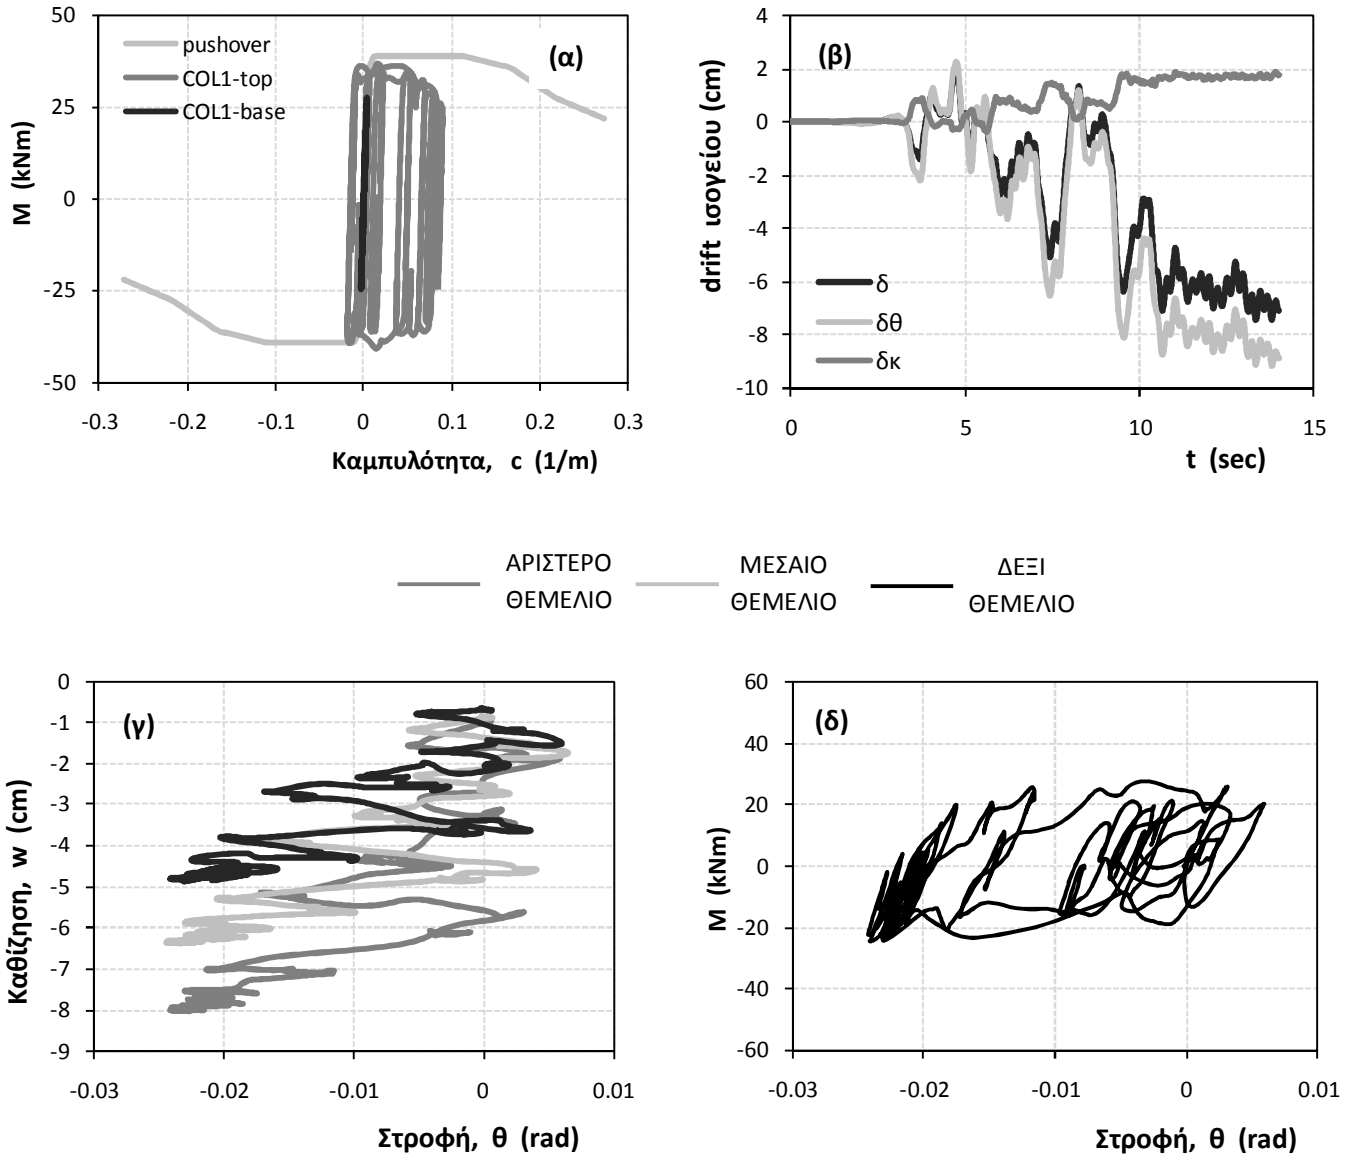 (α)
pushover
COL1-top
COL1-base
M (kNm)
50
25
0
-25
-50
-0.3 -0.2 -0.1 0 0.1 0.2 0.3
Καμπυλότητα, c (1/m)
(β)
drift ισογείου (cm)
4
2
0
-2
-4
-6
-8
-10
δ
δθ
δκ
0 5 10 15
t (sec)
ΑΡΙΣΤΕΡΟ ΘΕΜΕΛΙΟ
ΜΕΣΑΙΟ ΘΕΜΕΛΙΟ
ΔΕΞΙ ΘΕΜΕΛΙΟ
(γ)
Καθίζηση, w (cm)
0
-1
-2
-3
-4
-5
-6
-7
-8
-9
-0.03 -0.02 -0.01 0 0.01
Στροφή, θ (rad)
(δ)
M (kNm)
60
40
20
0
-20
-40
-60
-0.03 -0.02 -0.01 0 0.01
Στροφή, θ (rad)